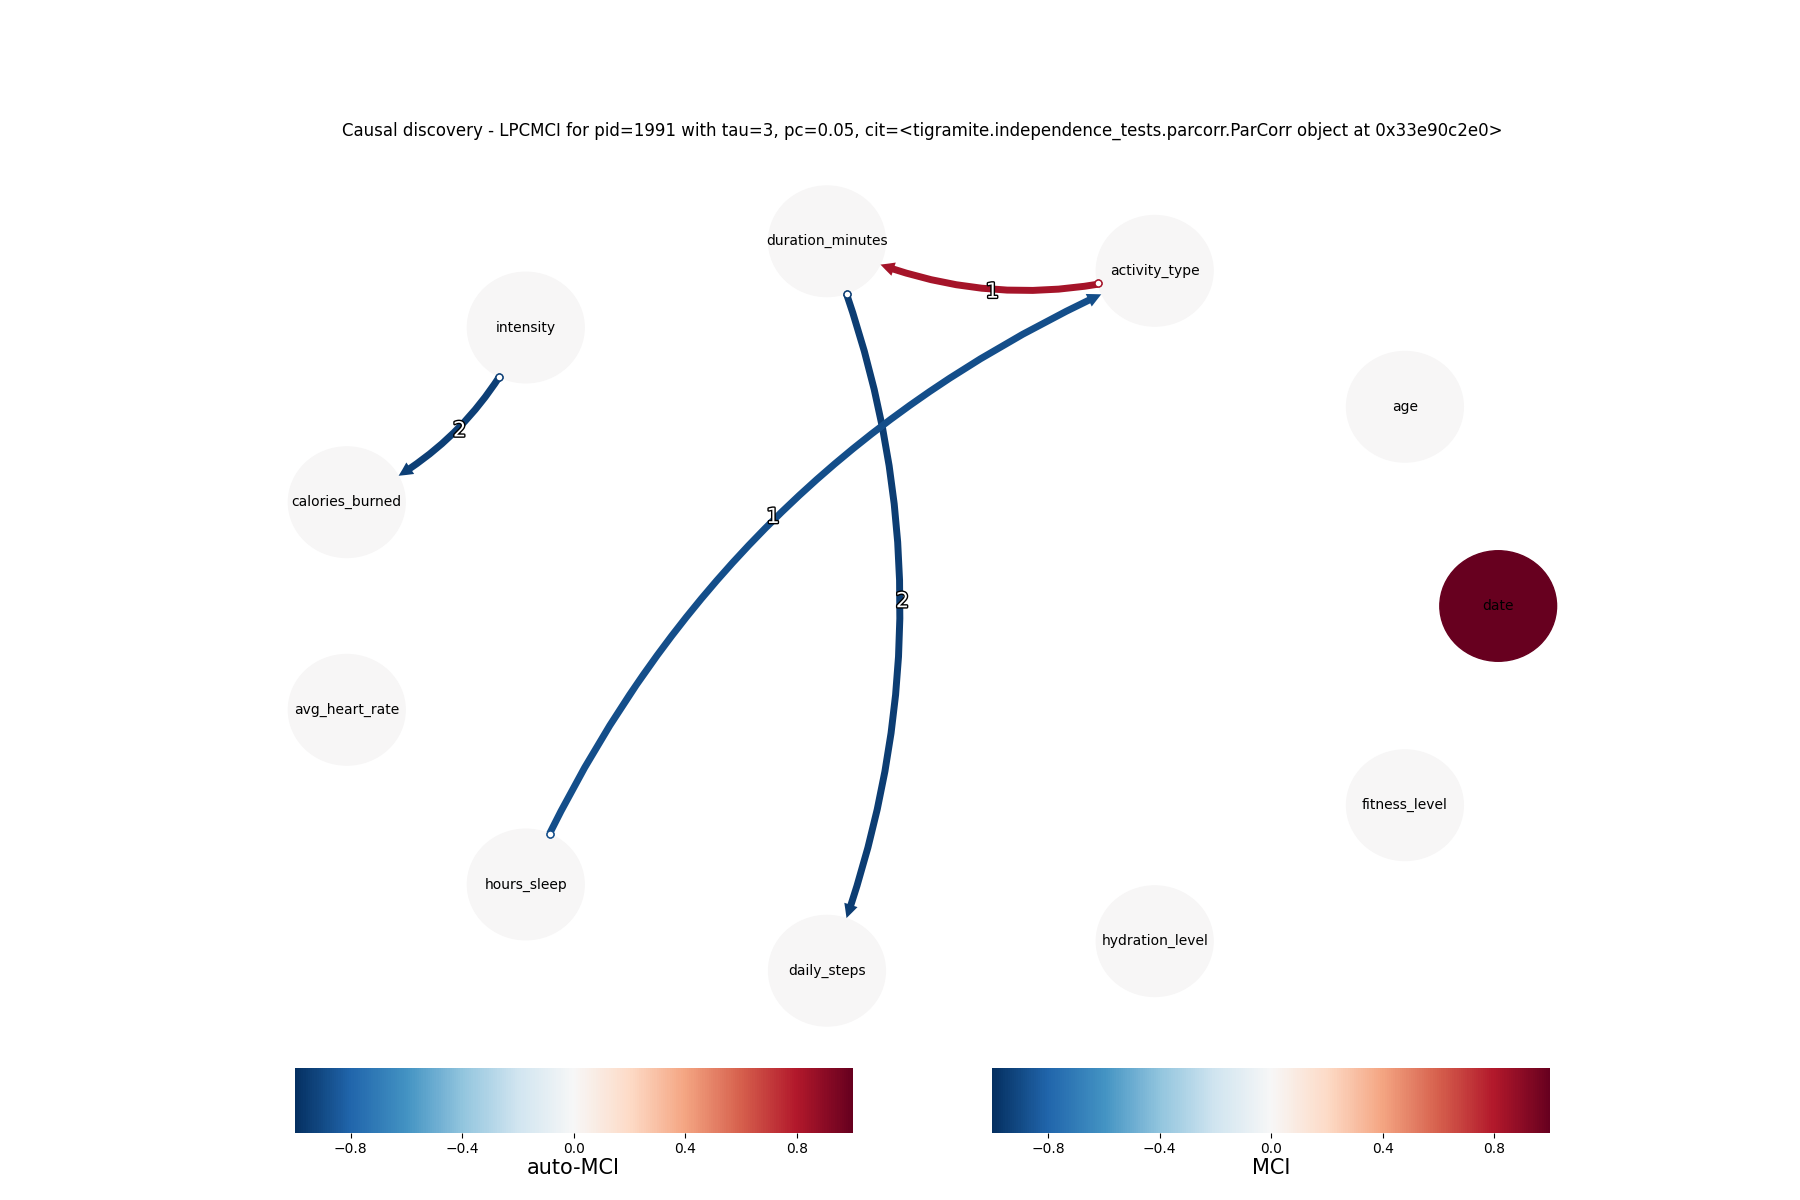 Causal discovery - LPCMCI for pid=1991 with tau=3, pc=0.05, cit=<tigramite.independence_tests.parcorr.ParCorr object at 0x33e90c2e0>
duration_minutes
activity_type
1
intensity
age
2
calories_burned
1
date
2
avg_heart_rate
fitness_level
hours_sleep
hydration_level
daily_steps
−0.8 −0.4 0.0 0.4 0.8
auto-MCI
−0.8 −0.4 0.0 0.4 0.8
MCI